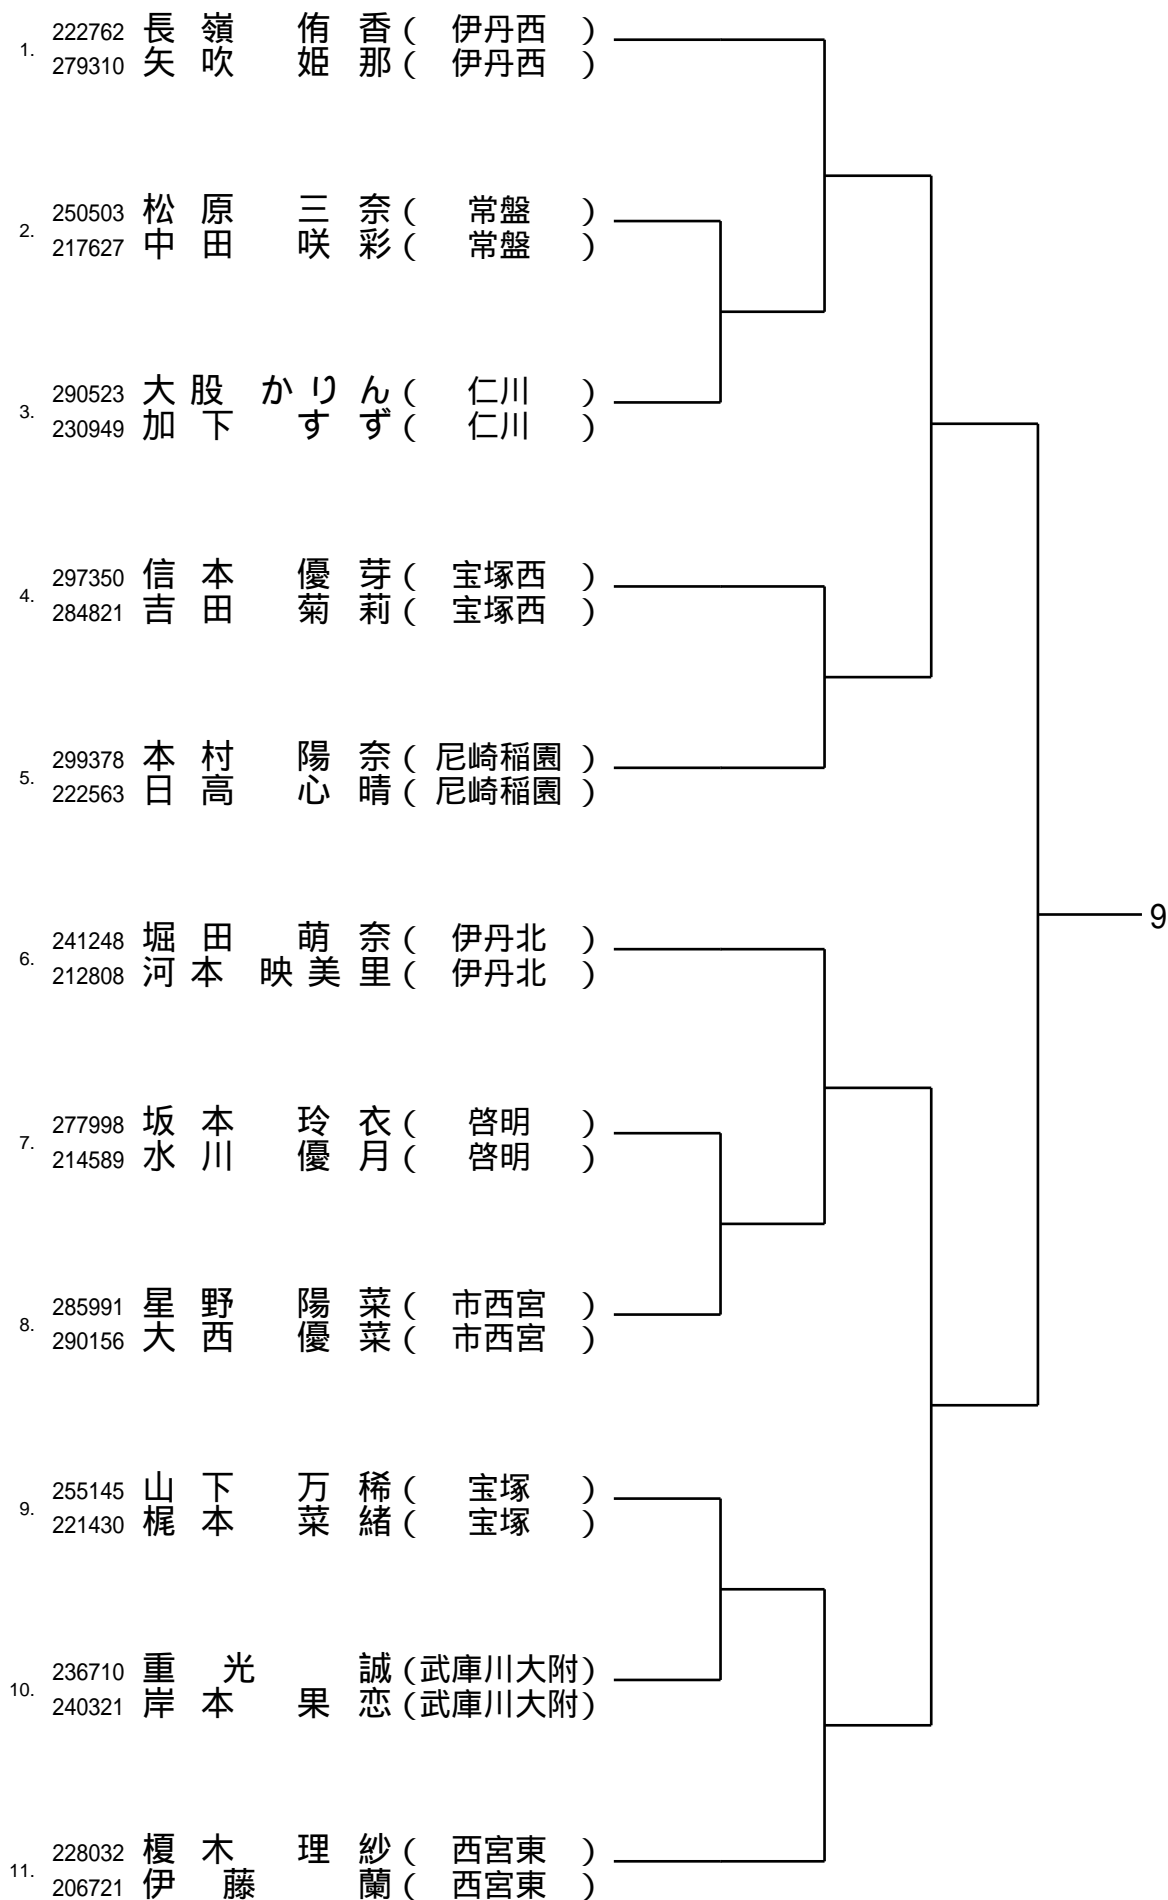 1. 222762 長嶺 侑香 ( 伊丹西 )
279310 矢吹 姫那 ( 伊丹西 )
2. 250503 松原 三奈 ( 常盤 )
217627 中田 咲彩 ( 常盤 )
3. 290523 大股 かりん ( 仁川 )
230949 加下 すず ( 仁川 )
4. 297350 信本 優芽 ( 宝塚西 )
284821 吉田 菊莉 ( 宝塚西 )
5. 299378 本村 陽奈 ( 尼崎稲園 )
222563 日高 心晴 ( 尼崎稲園 )
9
6. 241248 堀田 萌奈 ( 伊丹北 )
212808 河本 映美里 ( 伊丹北 )
7. 277998 坂本 玲衣 ( 啓明 )
214589 水川 優月 ( 啓明 )
8. 285991 星野 陽菜 ( 市西宮 )
290156 大西 優菜 ( 市西宮 )
9. 255145 山下 万稀 ( 宝塚 )
221430 梶本 菜緒 ( 宝塚 )
10. 236710 重光 誠 (武庫川大附)
240321 岸本 果恋 (武庫川大附)
11. 228032 榎木 理紗 ( 西宮東 )
206721 伊藤 蘭 ( 西宮東 )